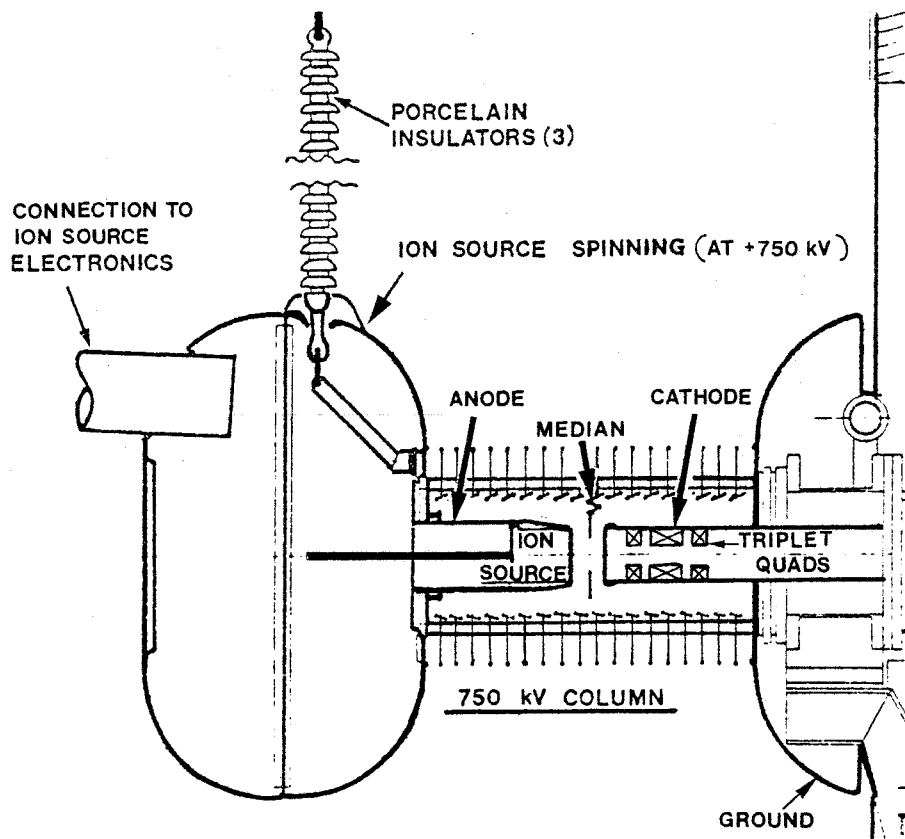 PORCELAIN
INSULATORS (3)
CONNECTION TO
ION SOURCE
ELECTRONICS
ION SOURCE SPINNING (AT +750 kV)
ANODE
CATHODE
MEDIAN
ION
SOURCE
TRIPLET
QUADS
750 kV COLUMN
GROUND